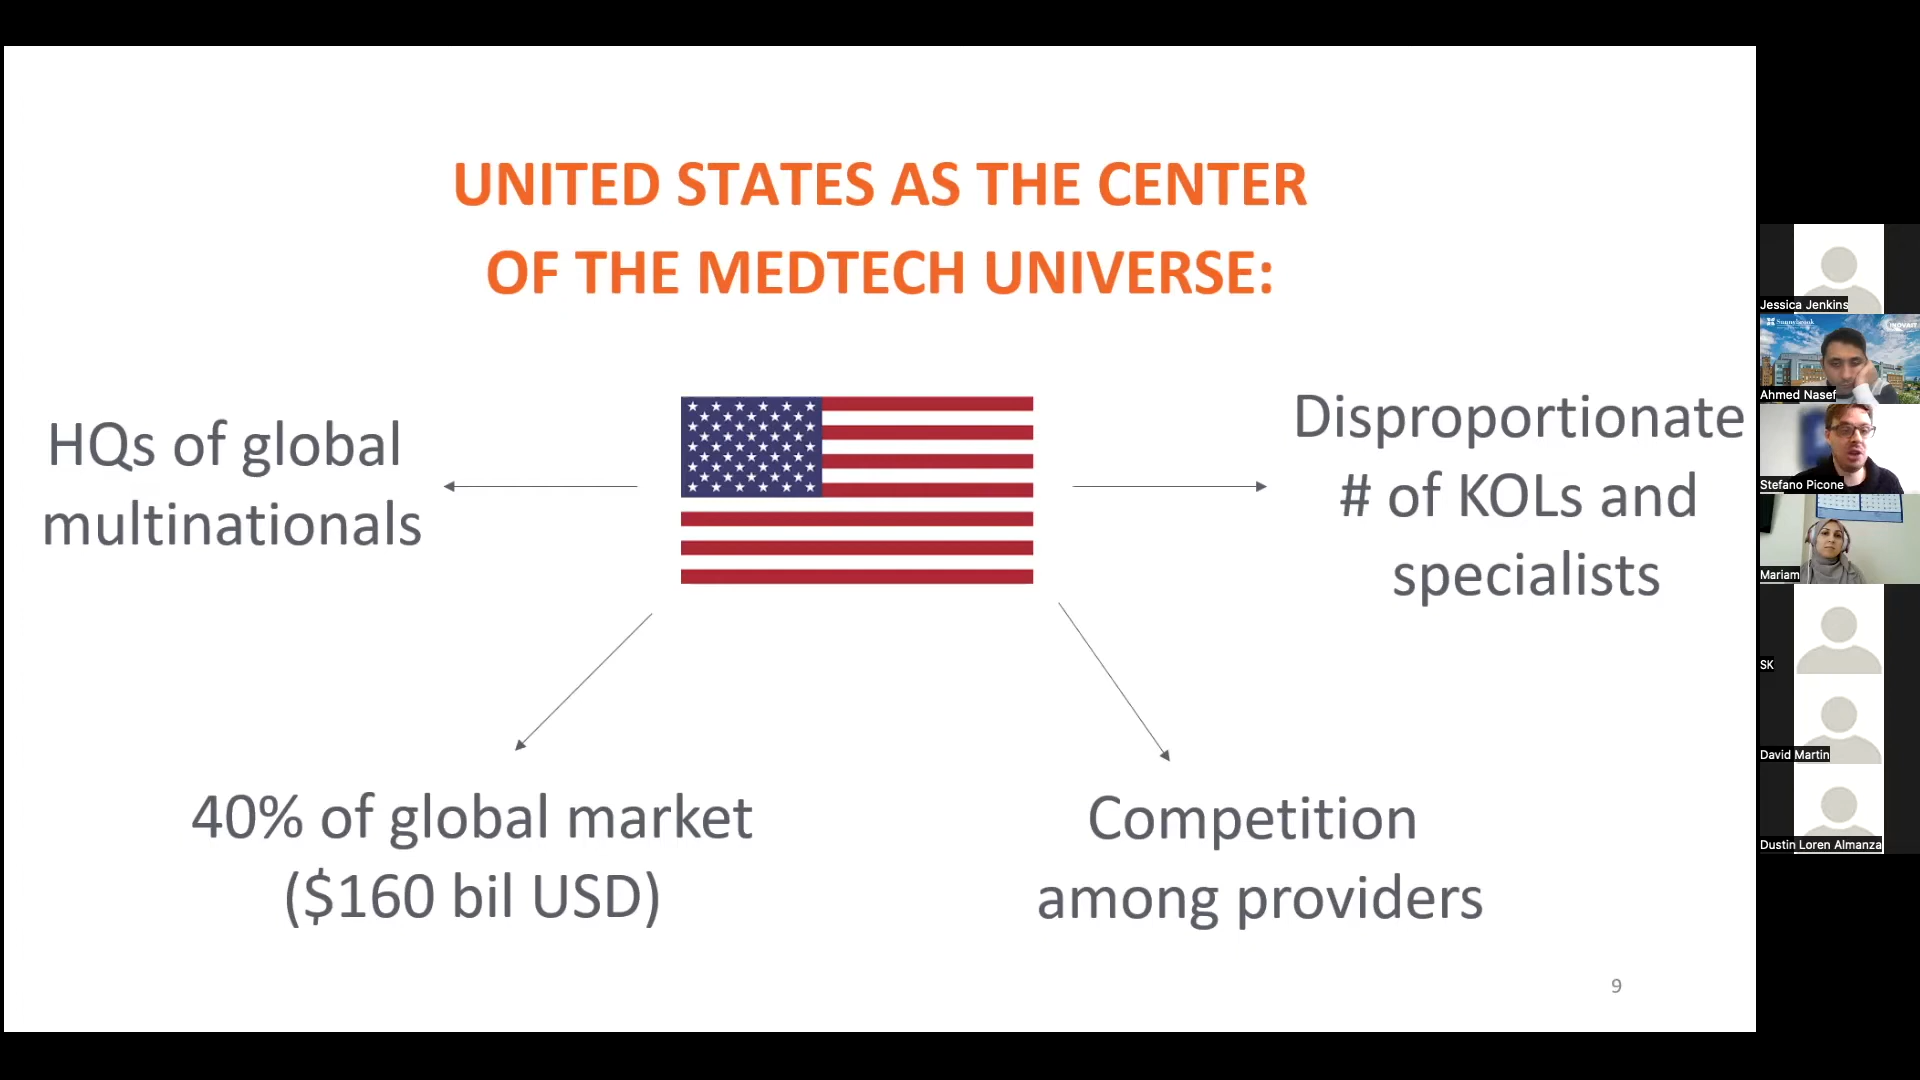 UNITED STATES AS THE CENTER
OF THE MEDTECH UNIVERSE:
HQs of global
multinationals
Disproportionate
# of KOLs and
specialists
40% of global market
($160 bil USD)
Competition
among providers
9
Jessica Jenkins
Sunnybrook
Ahmed Nasef
Stefano Picone
Mariam
SK
David Martin
Dustin Loren Almanza